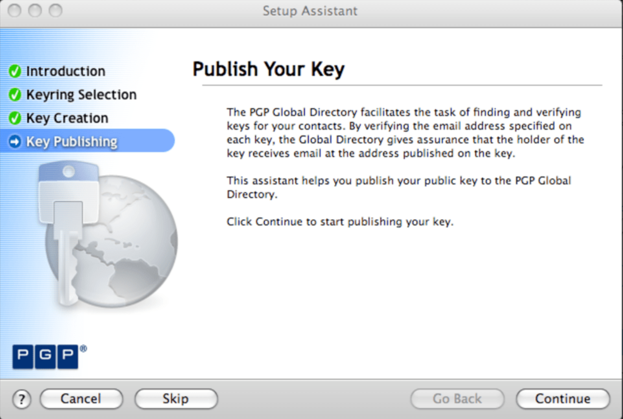 Setup Assistant
Introduction
Keyring Selection
Key Creation
Key Publishing
Publish Your Key
The PGP Global Directory facilitates the task of finding and verifying
keys for your contacts. By verifying the email address specified on
each key, the Global Directory gives assurance that the holder of the
key receives email at the address published on the key.
This assistant helps you publish your public key to the PGP Global
Directory.
Click Continue to start publishing your key.
PGP®
? Cancel Skip Go Back Continue